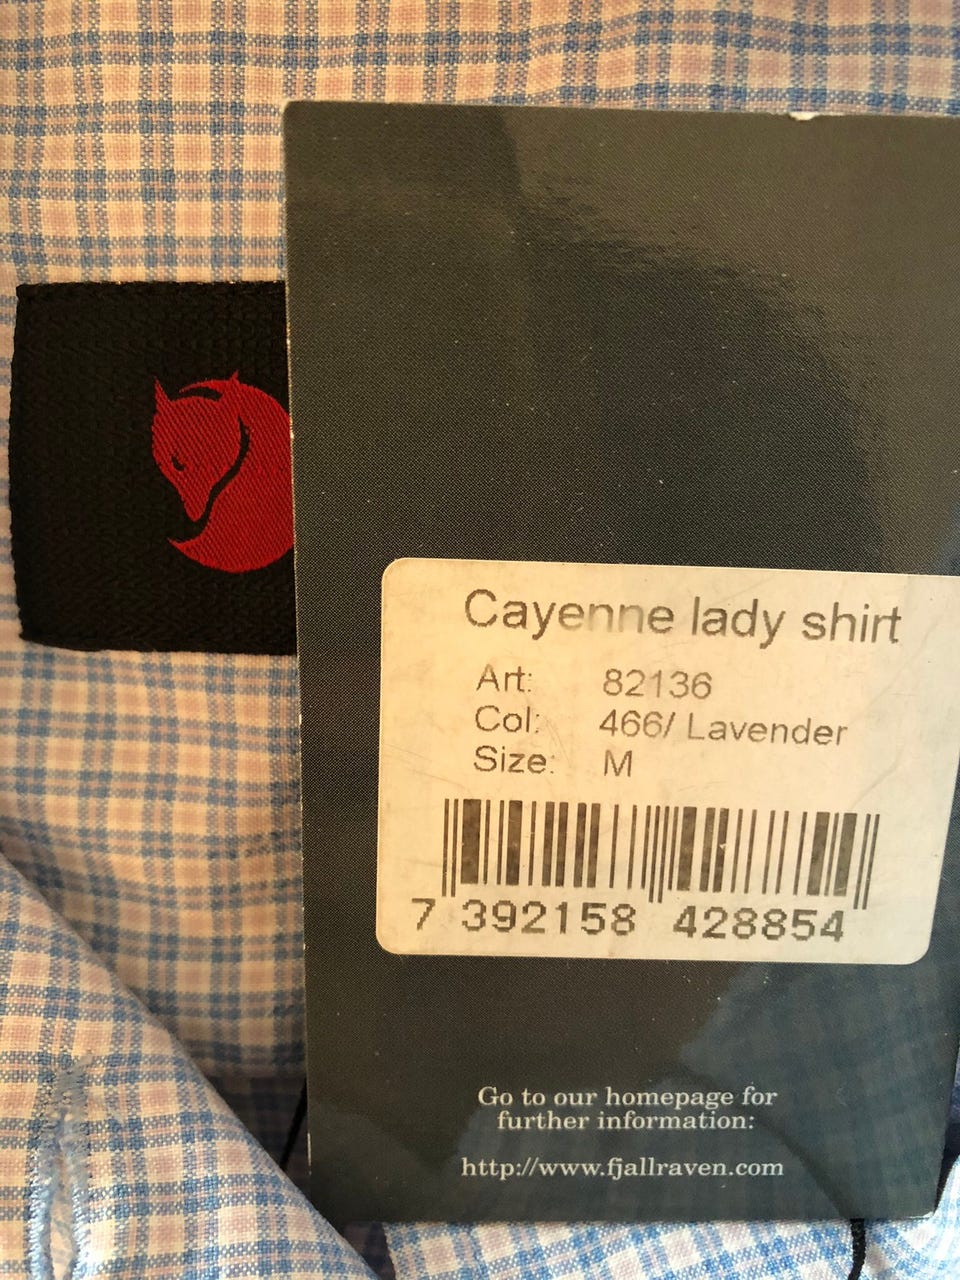 Cayenne lady shirt
Art: 82136
Col: 466/ Lavender
Size: M
7 392158 428854
Go to our homepage for
further information:
http://www.fjallraven.com